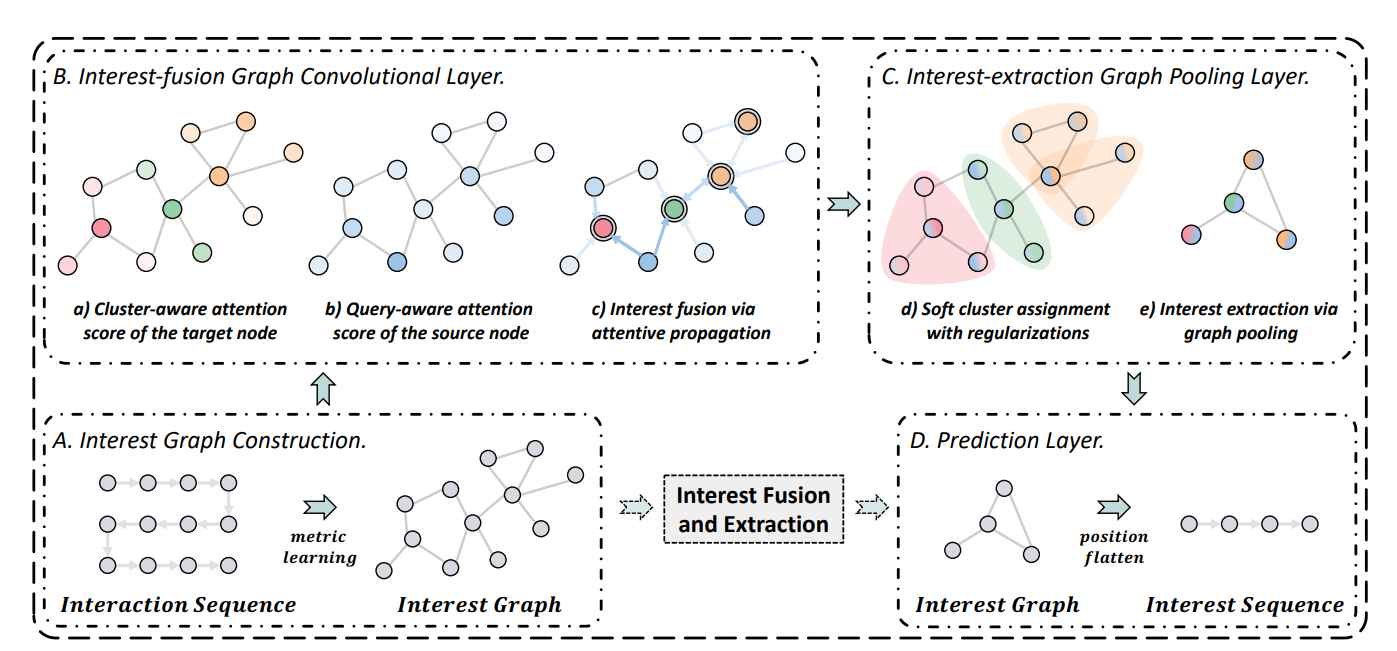 B. Interest-fusion Graph Convolutional Layer.
a) Cluster-aware attention
score of the target node
b) Query-aware attention
score of the source node
c) Interest fusion via
attentive propagation
C. Interest-extraction Graph Pooling Layer.
d) Soft cluster assignment
with regularizations
e) Interest extraction via
graph pooling
A. Interest Graph Construction.
metric
learning
Interaction Sequence
Interest Graph
Interest Fusion
and Extraction
D. Prediction Layer.
position
flatten
Interest Graph
Interest Sequence